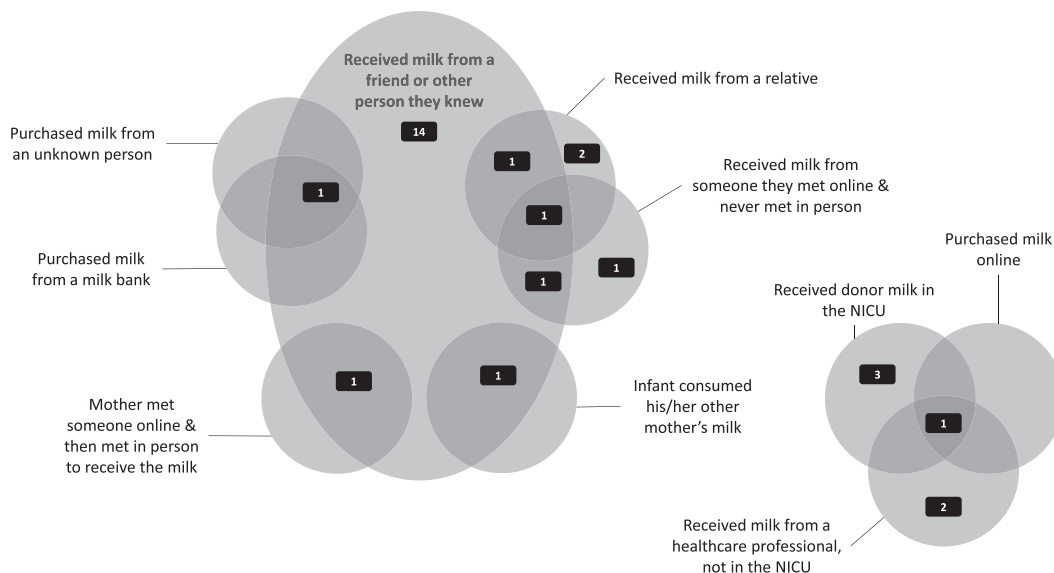 Received milk from a
friend or other
person they knew
14
Received milk from a relative
Purchased milk from
an unknown person
1
1
2
Received milk from
someone they met online &
never met in person
1
Purchased milk
from a milk bank
1
1
Purchased milk
online
Received donor milk in
the NICU
3
1
2
1
1
Mother met
someone online &
then met in person
to receive the milk
Infant consumed
his/her other
mother's milk
Received milk from a
healthcare professional,
not in the NICU